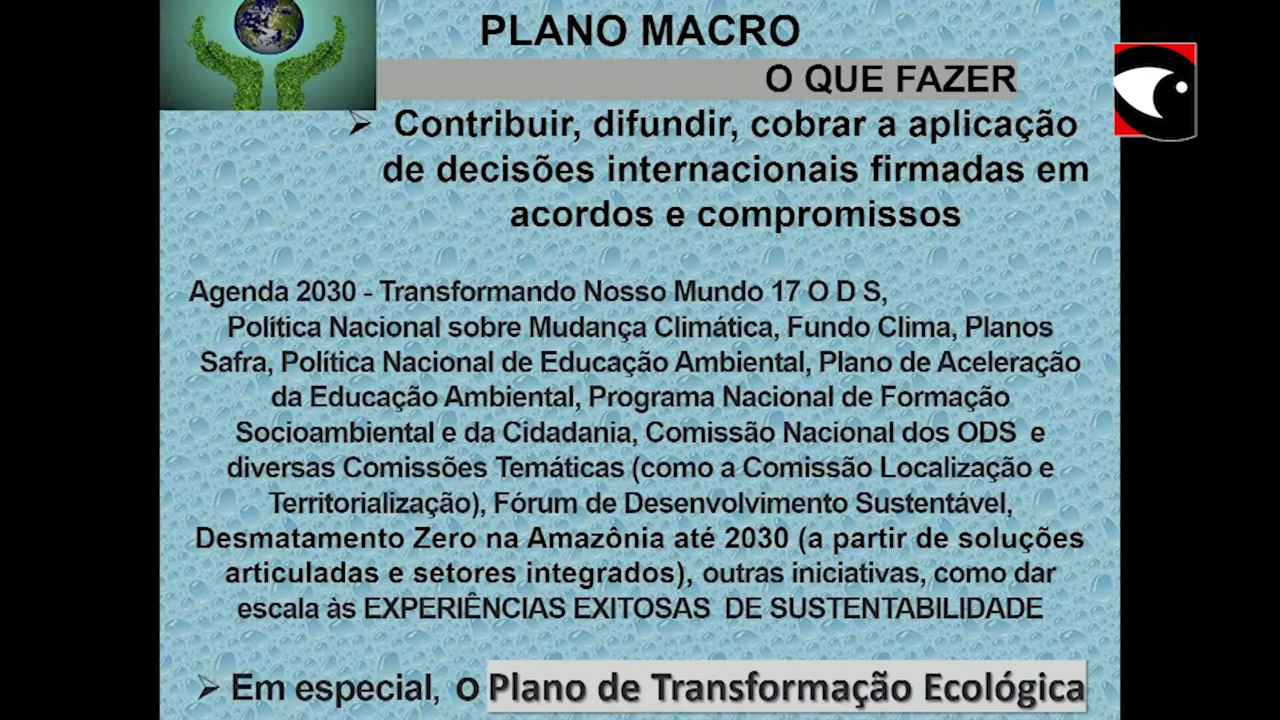 PLANO MACRO
O QUE FAZER
➢ Contribuir, difundir, cobrar a aplicação
de decisões internacionais firmadas em
acordos e compromissos
Agenda 2030 - Transformando Nosso Mundo 17 O D S,
Política Nacional sobre Mudança Climática, Fundo Clima, Planos
Safra, Política Nacional de Educação Ambiental, Plano de Aceleração
da Educação Ambiental, Programa Nacional de Formação
Socioambiental e da Cidadania, Comissão Nacional dos ODS e
diversas Comissões Temáticas (como a Comissão Localização e
Territorialização), Fórum de Desenvolvimento Sustentável,
Desmatamento Zero na Amazônia até 2030 (a partir de soluções
articuladas e setores integrados), outras iniciativas, como dar
escala às EXPERIÊNCIAS EXITOSAS DE SUSTENTABILIDADE
➢ Em especial, O Plano de Transformação Ecológica